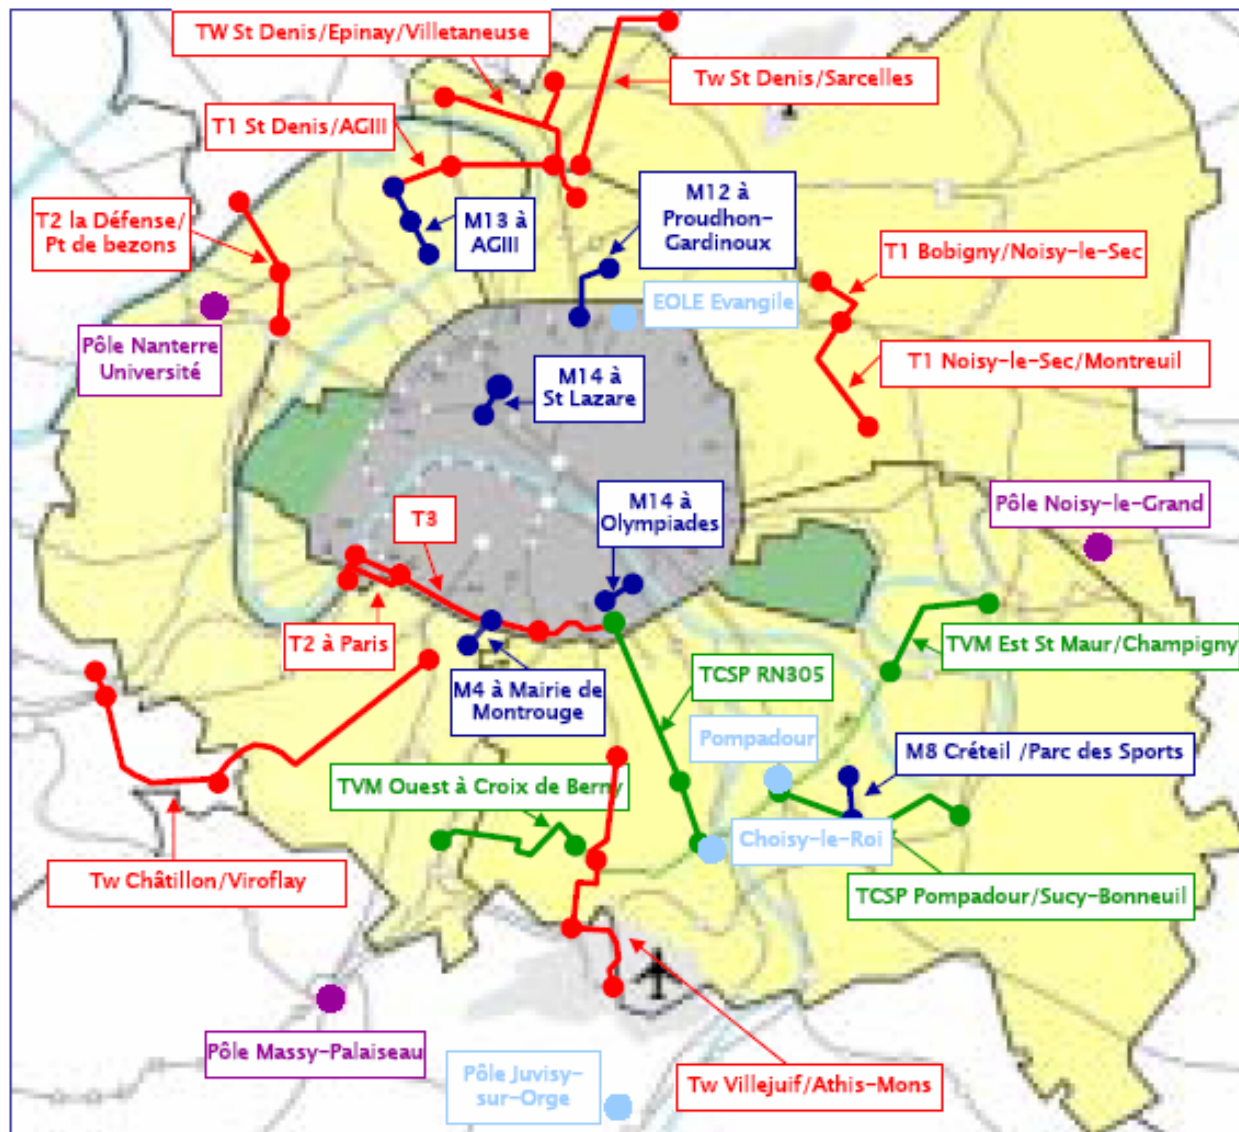 TW St Denis/Epinay/Villetaneuse
Tw St Denis/Sarcelles
T1 St Denis/AGIII
M12 à
Proudhon-
Gardinoux
T2 la Défense/
Pt de bezons
M13 à
AGIII
T1 Bobigny/Noisy-le-Sec
EOLE Evangile
Pôle Nanterre
Université
M14 à
St Lazare
T1 Noisy-le-Sec/Montreuil
M14 à
Olympiades
Pôle Noisy-le-Grand
T3
T2 à Paris
TVM Est St Maur/Champigny
TCSP RN305
M4 à Mairie de
Montrouge
Pompadour
M8 Créteil /Parc des Sports
TVM Ouest à Croix de Berny
Choisy-le-Roi
Tw Châtillon/Viroflay
TCSP Pompadour/Sucy-Bonneuil
Pôle Massy-Palaiseau
Pôle Juvisy-
sur-Orge
Tw Villejuif/Athis-Mons